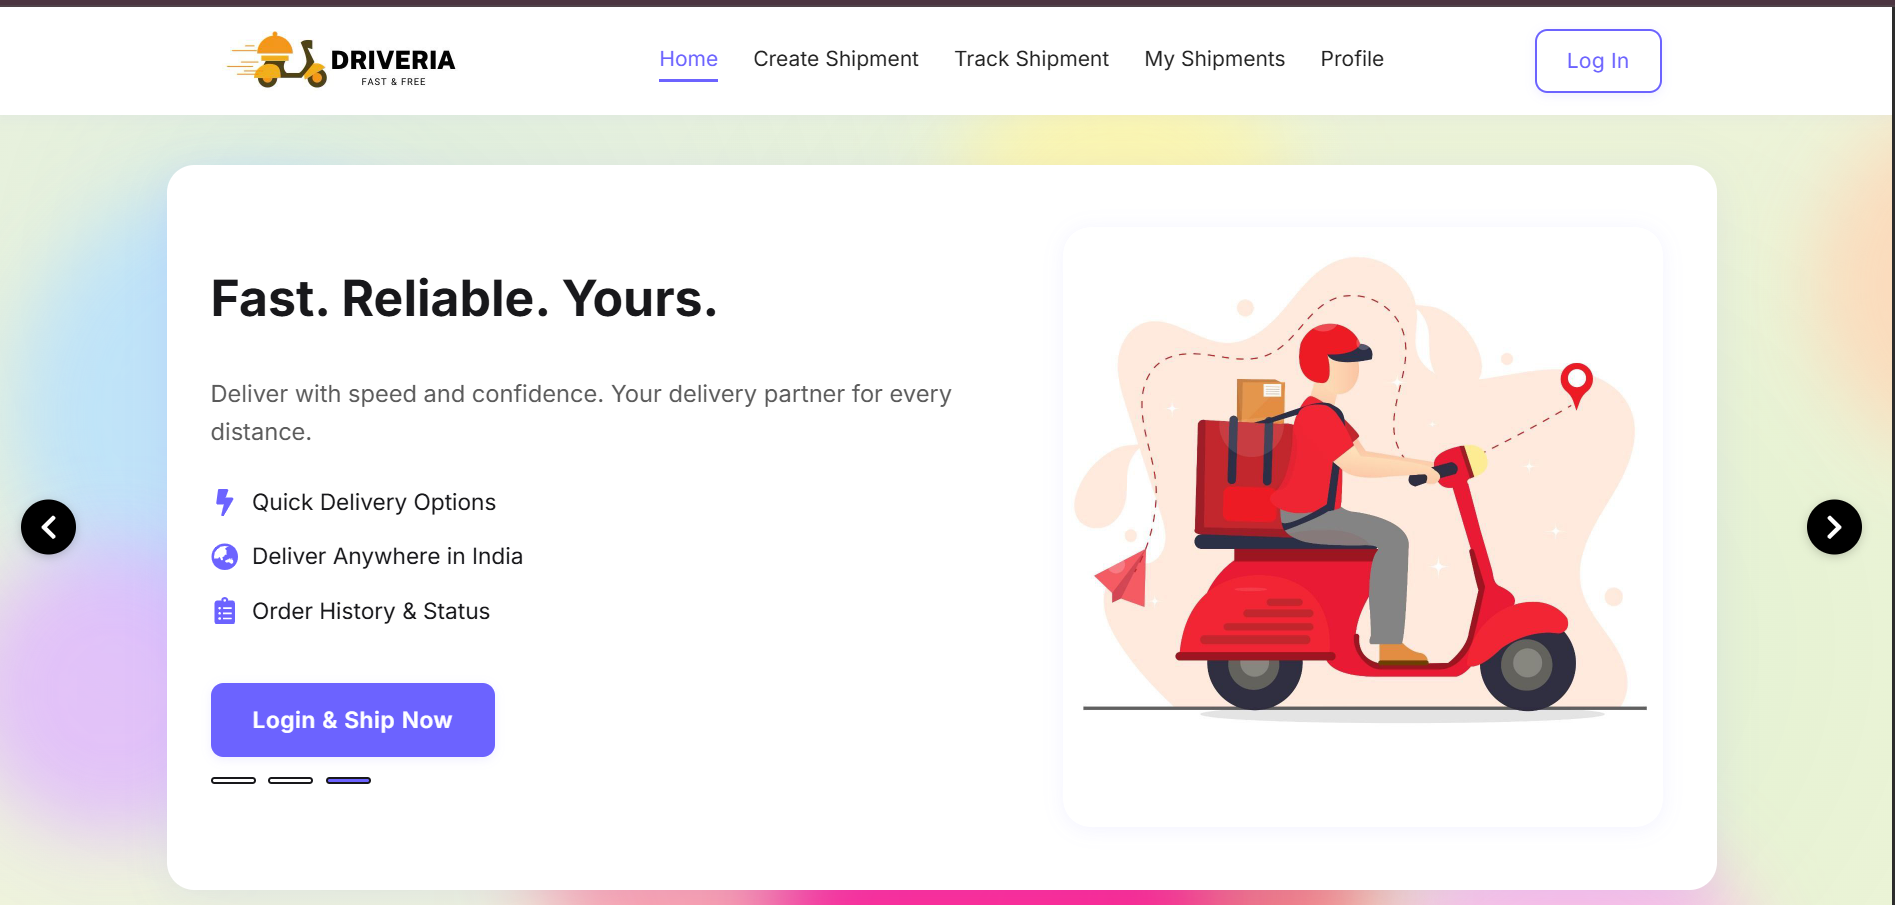 DRIVERIA
FAST & FREE
Home
Create Shipment
Track Shipment
My Shipments
Profile
Log In
Fast. Reliable. Yours.
Deliver with speed and confidence. Your delivery partner for every
distance.
Quick Delivery Options
Deliver Anywhere in India
Order History & Status
Login & Ship Now